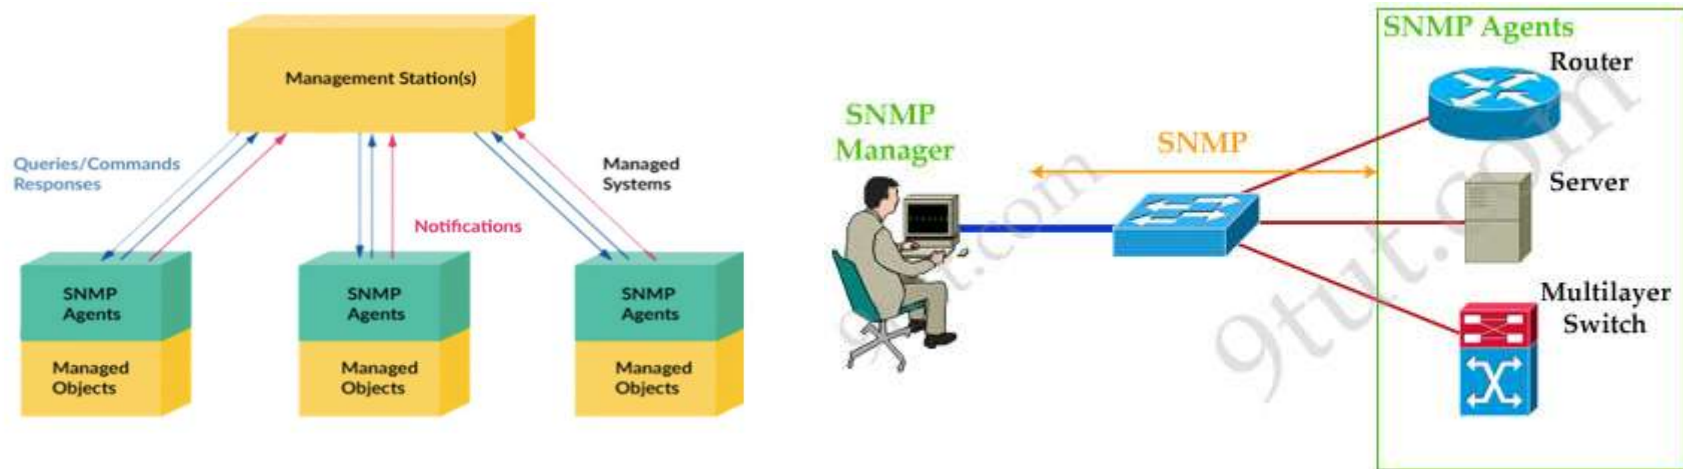 Management Station(s)
Queries/Commands
Responses
Managed
Systems
Notifications
SNMP
Agents
Managed
Objects
SNMP
Agents
Managed
Objects
SNMP
Agents
Managed
Objects
SNMP Agents
Router
SNMP
Manager
SNMP
Server
Multilayer
Switch
9tut.com
9tut.com